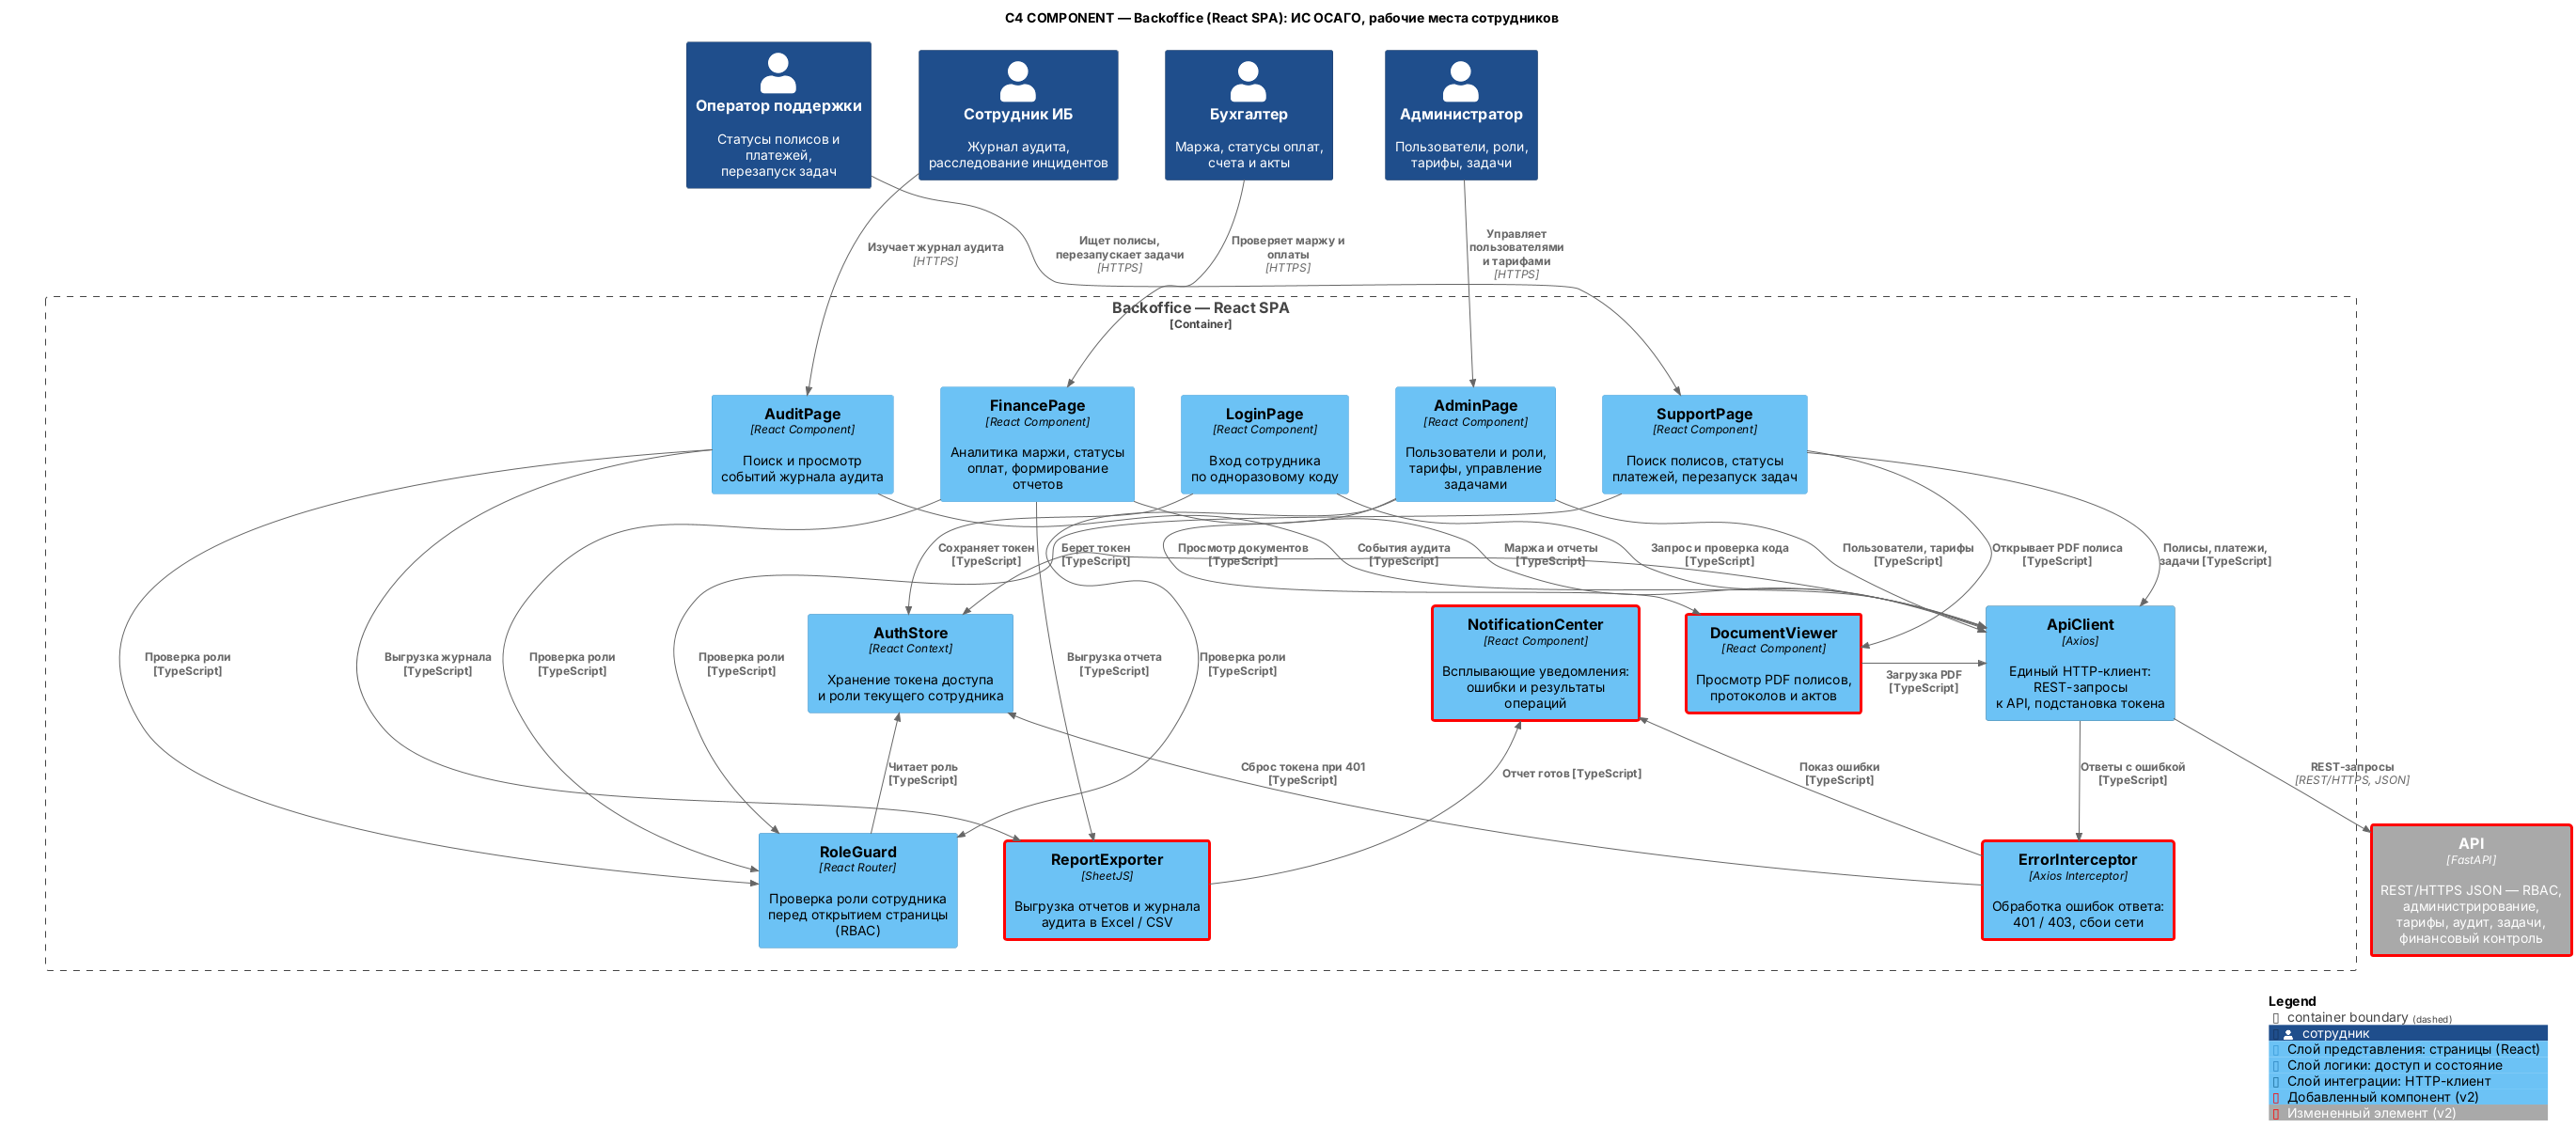 C4 COMPONENT — Backoffice (React SPA): ИС ОСАГО, рабочие места сотрудников
Оператор поддержки
Статусы полисов и
платежей,
перезапуск задач
Сотрудник ИБ
Журнал аудита,
расследование инцидентов
Бухгалтер
Маржа, статусы оплат,
счета и акты
Администратор
Пользователи, роли,
тарифы, задачи
Изучает журнал аудита
[HTTPS]
Ищет полисы,
перезапускает задачи
[HTTPS]
Проверяет маржу и
оплаты
[HTTPS]
Управляет
пользователями
и тарифами
[HTTPS]
Backoffice — React SPA
[Container]
AuditPage
[React Component]
Поиск и просмотр
событий журнала аудита
FinancePage
[React Component]
Аналитика маржи, статусы
оплат, формирование
отчетов
LoginPage
[React Component]
Вход сотрудника
по одноразовому коду
AdminPage
[React Component]
Пользователи и роли,
тарифы, управление
задачами
SupportPage
[React Component]
Поиск полисов, статусы
платежей, перезапуск задач
Сохраняет токен
[TypeScript]
Берет токен
[TypeScript]
Просмотр документов
[TypeScript]
События аудита
[TypeScript]
Маржа и отчеты
[TypeScript]
Запрос и проверка кода
[TypeScript]
Пользователи, тарифы
[TypeScript]
Открывает PDF полиса
[TypeScript]
Полисы, платежи,
задачи [TypeScript]
AuthStore
[React Context]
Хранение токена доступа
и роли текущего сотрудника
NotificationCenter
[React Component]
Всплывающие уведомления:
ошибки и результаты
операций
DocumentViewer
[React Component]
Просмотр PDF полисов,
протоколов и актов
ApiClient
[Axios]
Единый HTTP-клиент:
REST-запросы
к API, подстановка токена
Проверка роли
[TypeScript]
Выгрузка журнала
[TypeScript]
Проверка роли
[TypeScript]
Проверка роли
[TypeScript]
Выгрузка отчета
[TypeScript]
Проверка роли
[TypeScript]
Загрузка PDF
[TypeScript]
Читает роль
[TypeScript]
Сброс токена при 401
[TypeScript]
Отчет готов [TypeScript]
Показ ошибки
[TypeScript]
Ответы с ошибкой
[TypeScript]
REST-запросы
[REST/HTTPS, JSON]
RoleGuard
[React Router]
Проверка роли сотрудника
перед открытием страницы
(RBAC)
ReportExporter
[SheetJS]
Выгрузка отчетов и журнала
аудита в Excel / CSV
ErrorInterceptor
[Axios Interceptor]
Обработка ошибок ответа:
401 / 403, сбои сети
API
[FastAPI]
REST/HTTPS JSON — RBAC,
администрирование,
тарифы, аудит, задачи,
финансовый контроль
Legend
container boundary (dashed)
сотрудник
Слой представления: страницы (React)
Слой логики: доступ и состояние
Слой интеграции: HTTP-клиент
Добавленный компонент (v2)
Измененный элемент (v2)